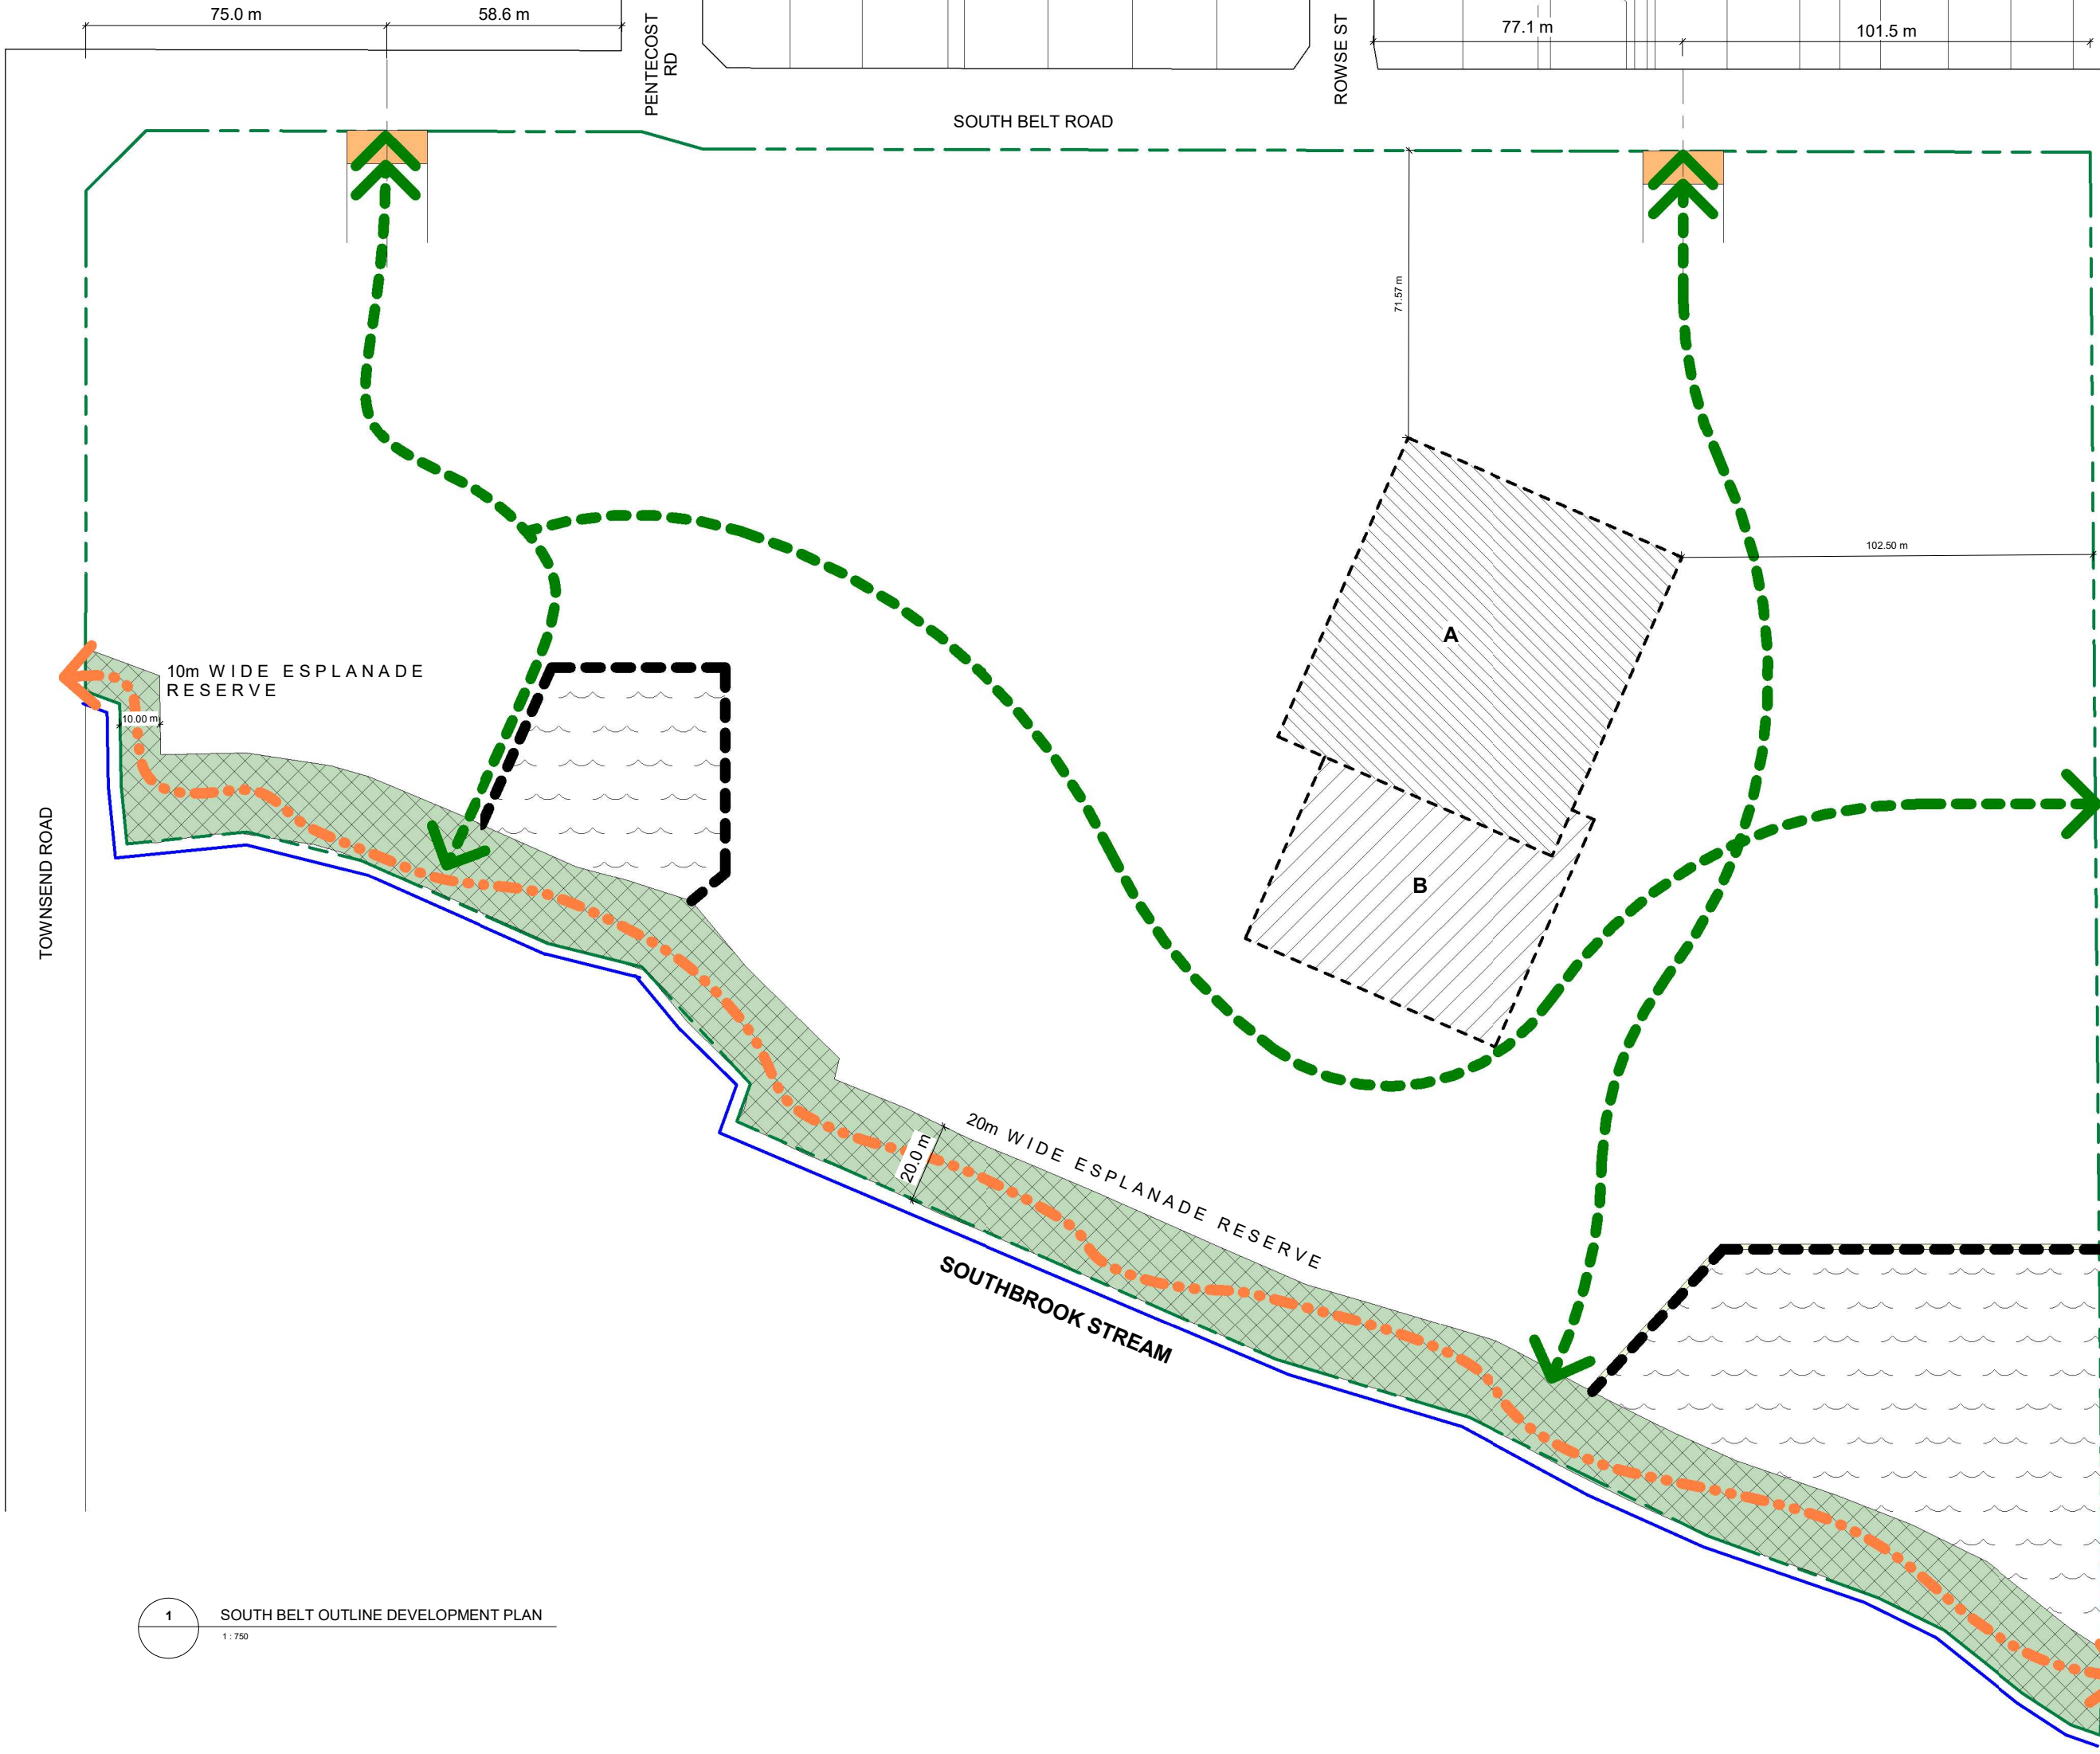 75.0 m
58.6 m
PENTECOST
RD
ROWSE ST
77.1 m
101.5 m
SOUTH BELT ROAD
71.57 m
102.50 m
A
B
10m WIDE ESPLANADE
RESERVE
10.00 m
TOWNSEND ROAD
20m WIDE ESPLANADE RESERVE
20.0 m
SOUTHBROOK STREAM
1
SOUTH BELT OUTLINE DEVELOPMENT PLAN
1 : 750